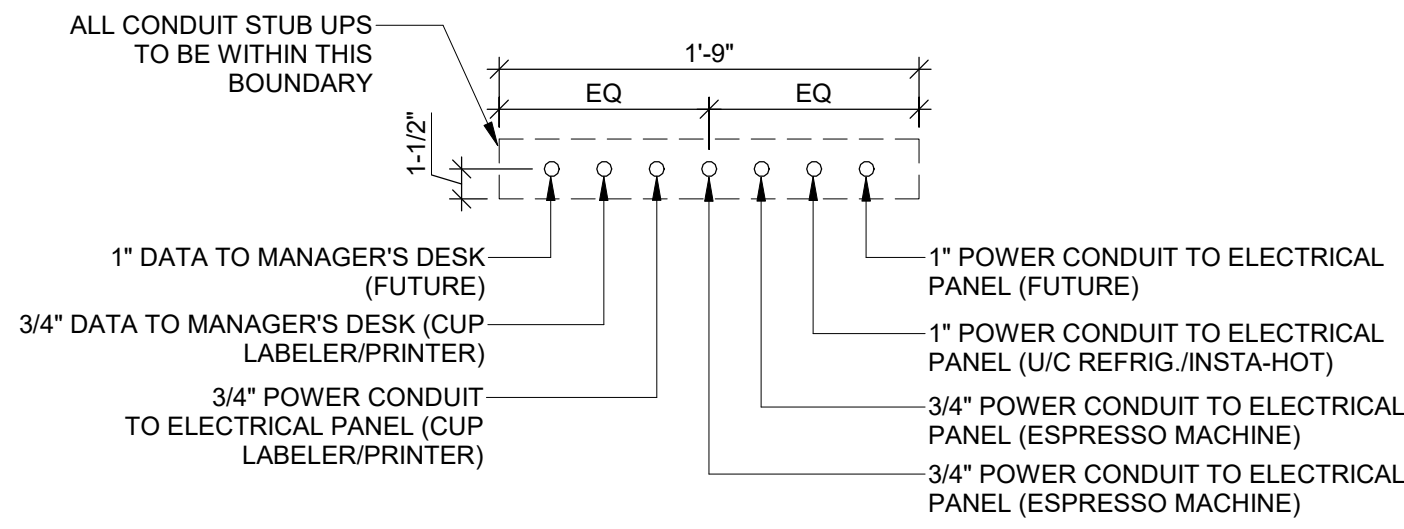 ALL CONDUIT STUB UPS
TO BE WITHIN THIS
BOUNDARY
1'-9"
EQ
EQ
1-1/2"
1" DATA TO MANAGER'S DESK
(FUTURE)
3/4" DATA TO MANAGER'S DESK (CUP
LABELER/PRINTER)
3/4" POWER CONDUIT
TO ELECTRICAL PANEL (CUP
LABELER/PRINTER)
1" POWER CONDUIT TO ELECTRICAL
PANEL (FUTURE)
1" POWER CONDUIT TO ELECTRICAL
PANEL (U/C REFRIG./INSTA-HOT)
3/4" POWER CONDUIT TO ELECTRICAL
PANEL (ESPRESSO MACHINE)
3/4" POWER CONDUIT TO ELECTRICAL
PANEL (ESPRESSO MACHINE)